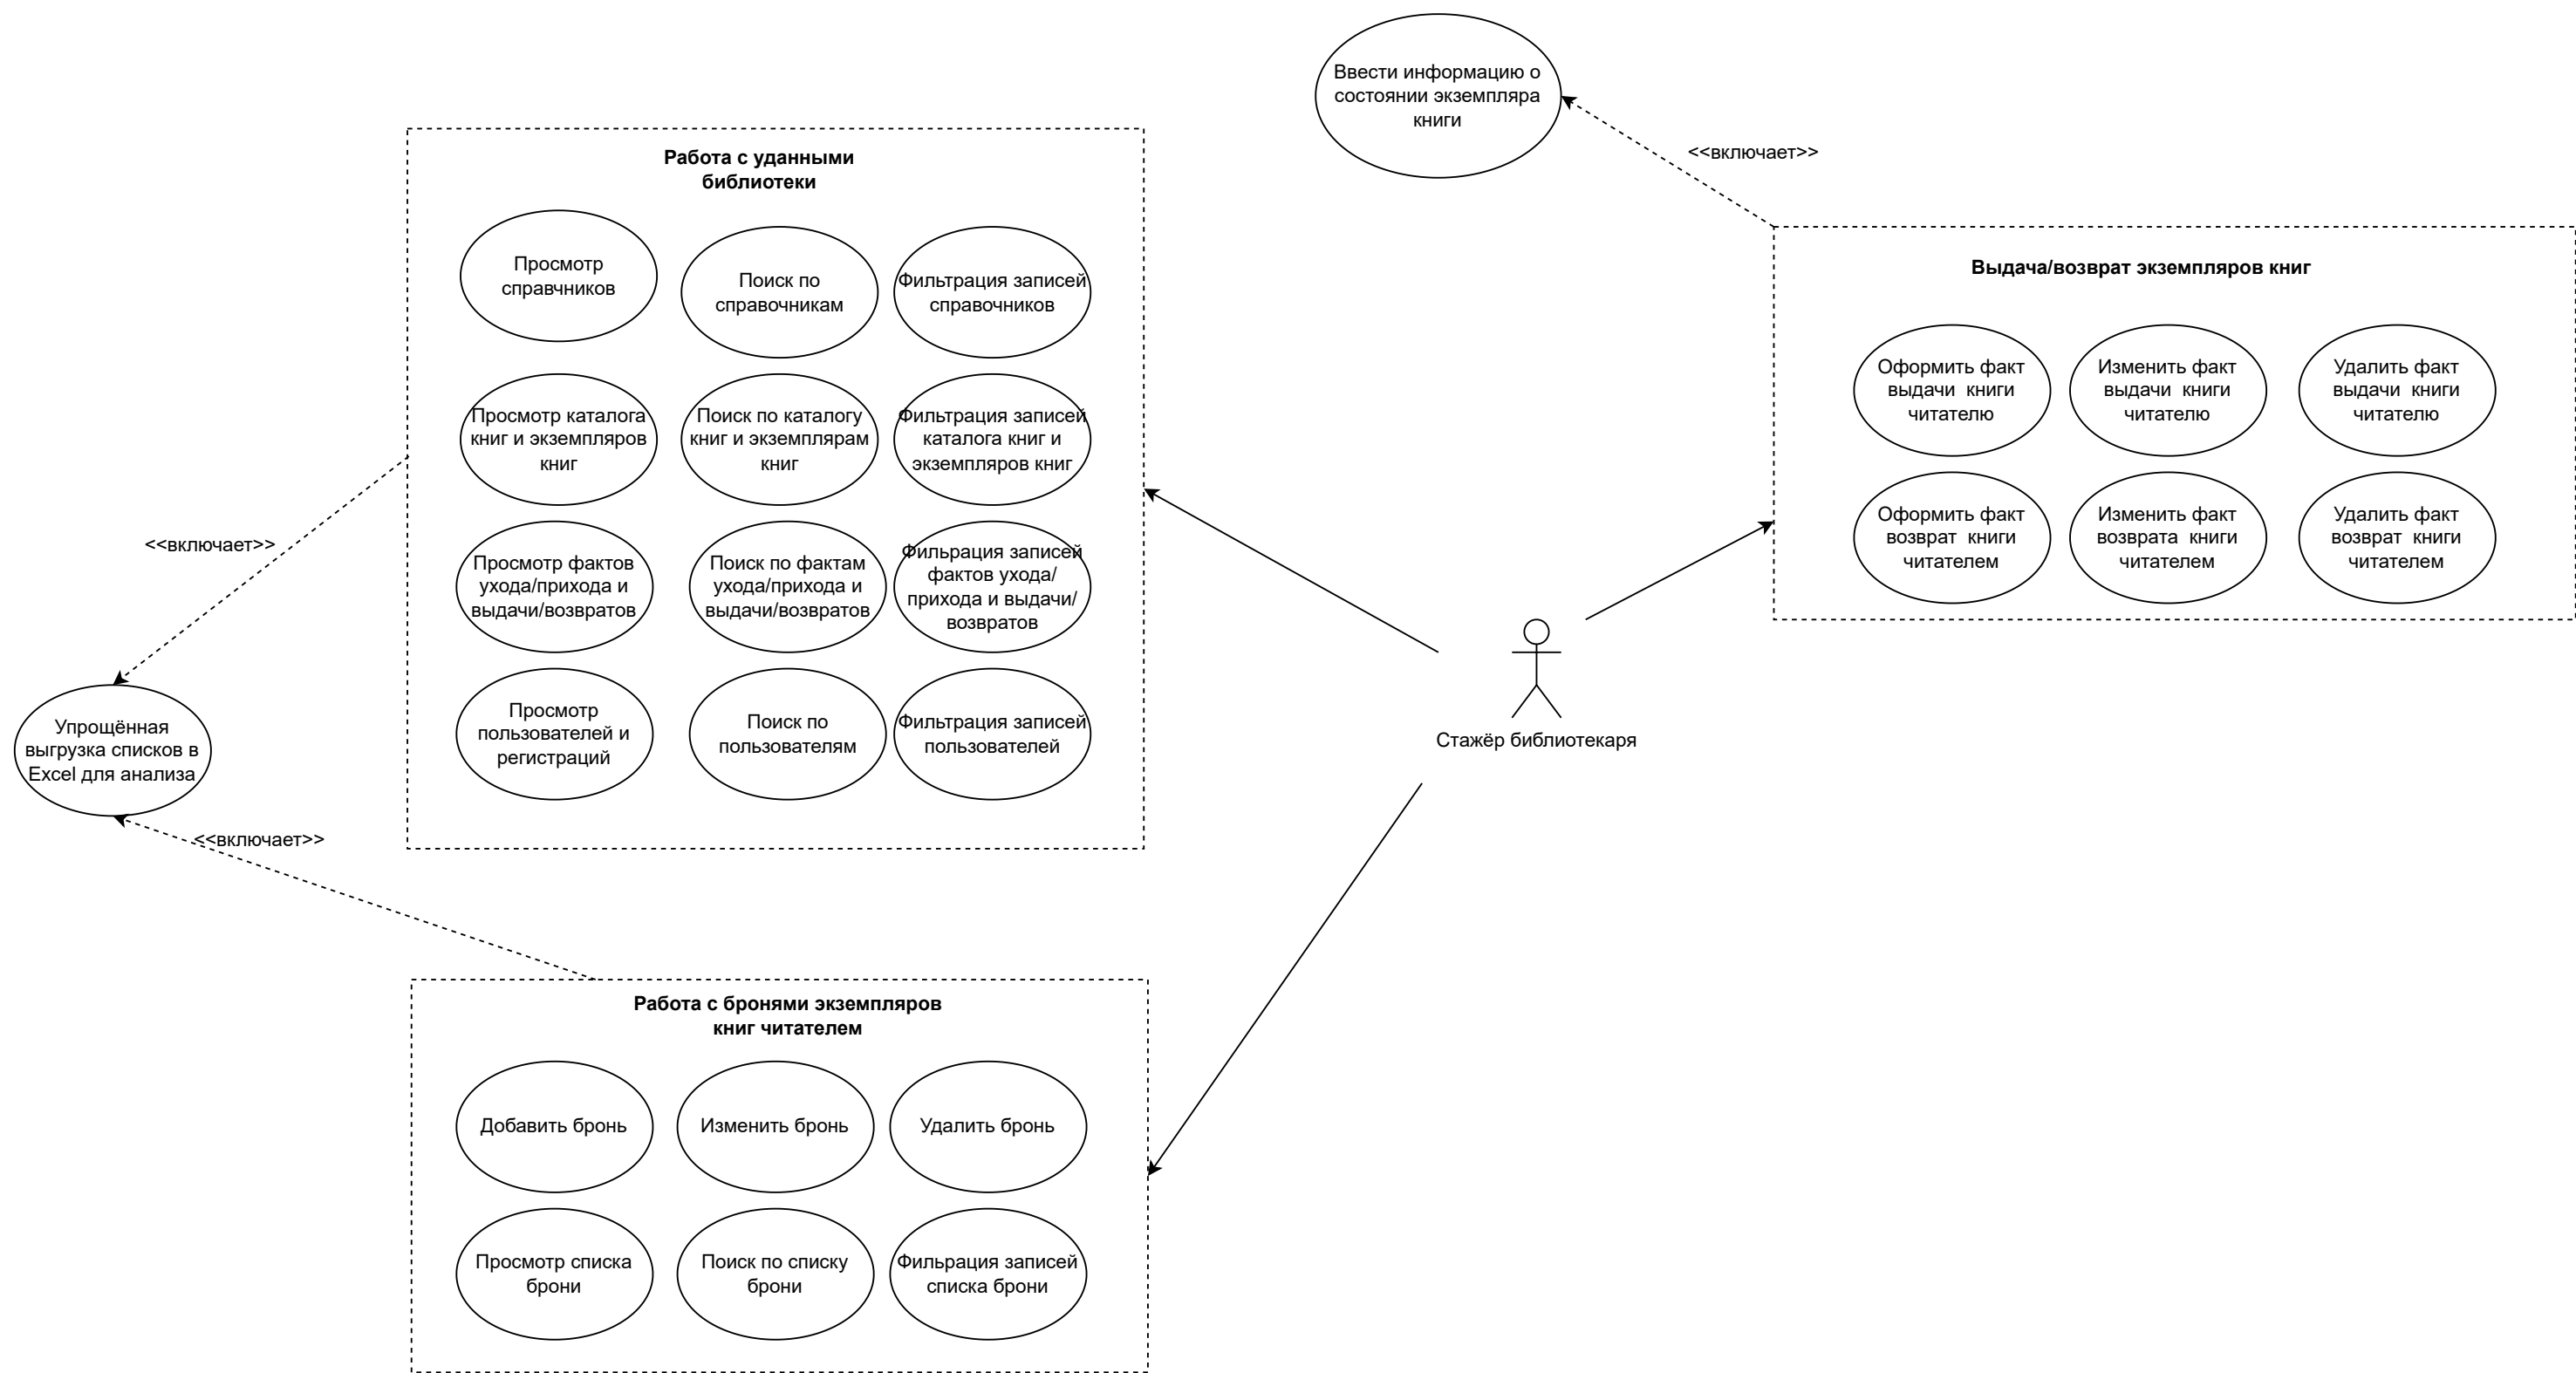 Ввести информацию о
состоянии экземпляра
книги
<<включает>>
Работа с уданными
библиотеки
Просмотр
справчников
Поиск по
справочникам
Фильтрация записей
справочников
Просмотр каталога
книг и экземпляров
книг
Поиск по каталогу
книг и экземплярам
книг
Фильтрация записей
каталога книг и
экземпляров книг
Просмотр фактов
ухода/прихода и
выдачи/возвратов
Поиск по фактам
ухода/прихода и
выдачи/возвратов
Фильрация записей
фактов ухода/
прихода и выдачи/
возвратов
Просмотр
пользователей и
регистраций
Поиск по
пользователям
Фильтрация записей
пользователей
Выдача/возврат экземпляров книг
Оформить факт
выдачи  книги
читателю
Изменить факт
выдачи  книги
читателю
Удалить факт
выдачи  книги
читателю
Оформить факт
возврат  книги
читателем
Изменить факт
возврата  книги
читателем
Удалить факт
возврат  книги
читателем
<<включает>>
Упрощённая
выгрузка списков в
Excel для анализа
<<включает>>
Стажёр библиотекаря
Работа с бронями экземпляров
книг читателем
Добавить бронь
Изменить бронь
Удалить бронь
Просмотр списка
брони
Поиск по списку
брони
Фильрация записей
списка брони